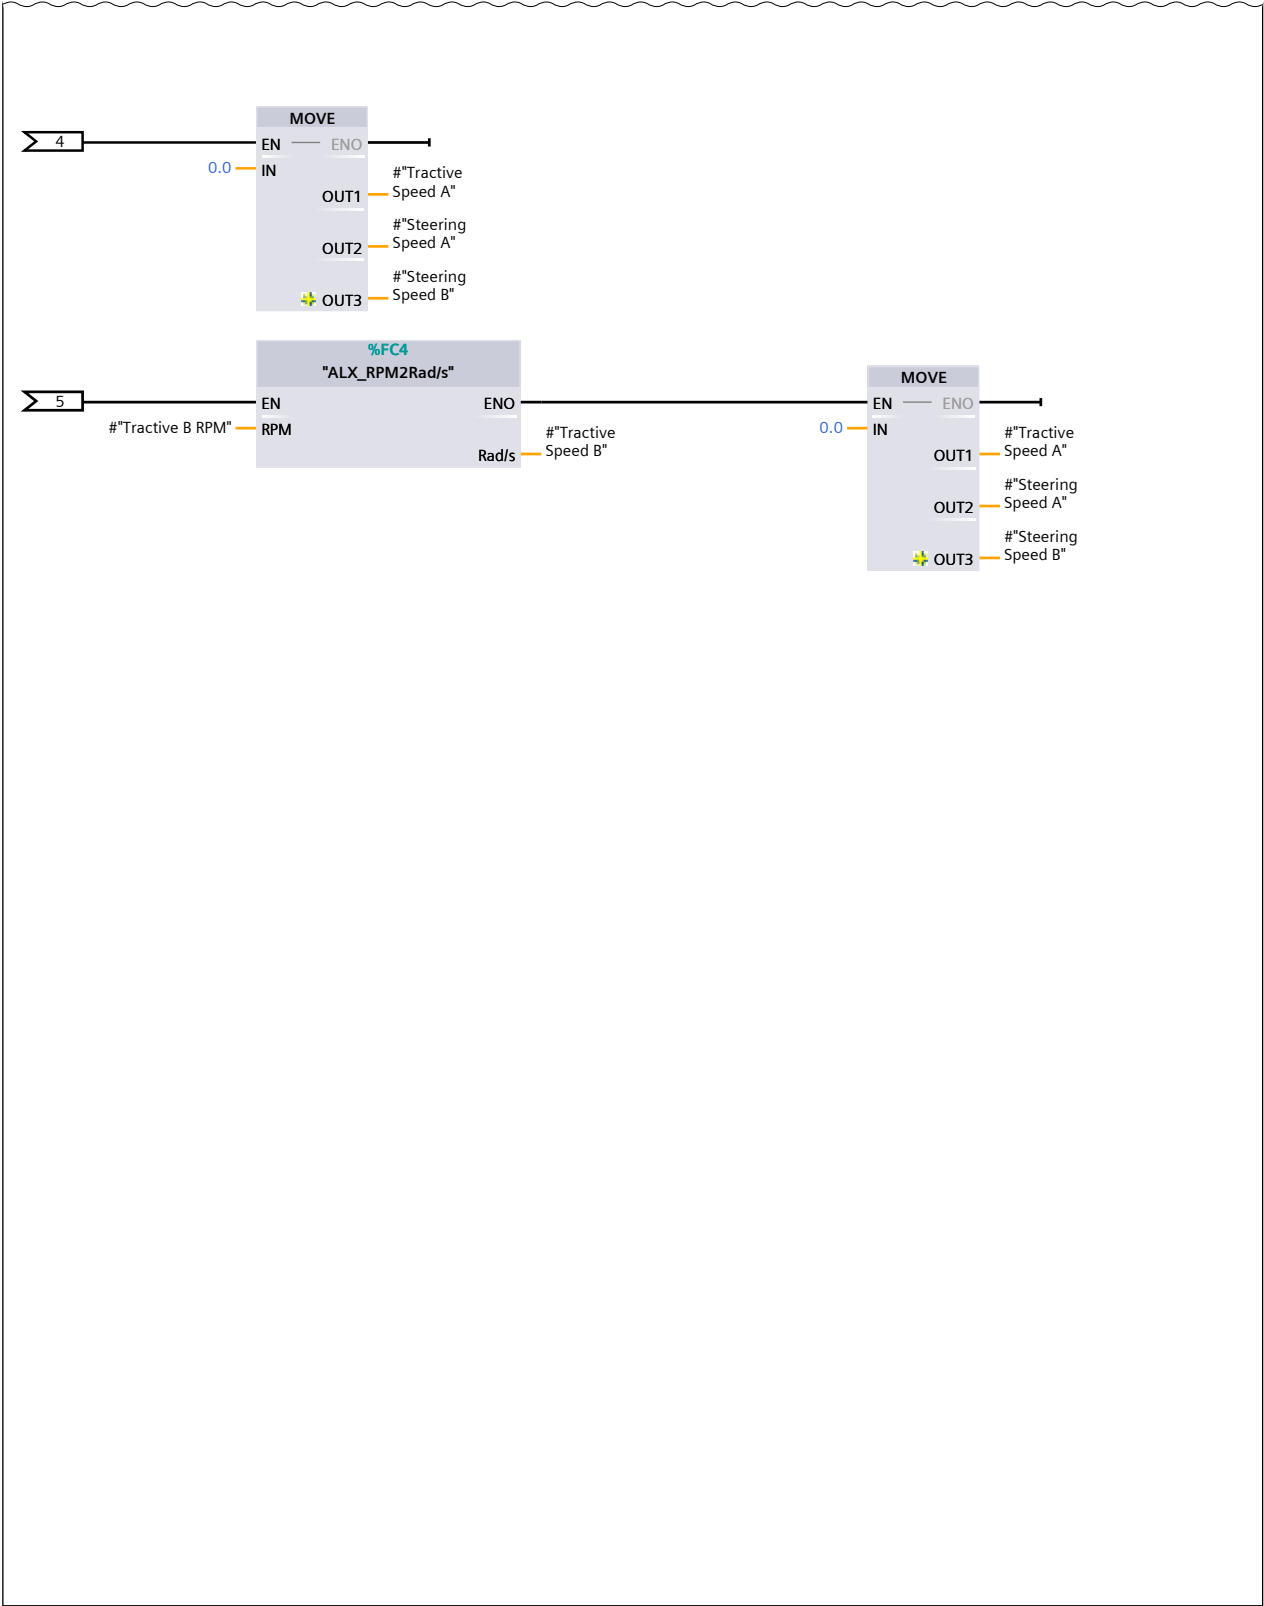 MOVE
4
EN
ENO
0.0
IN
#"Tractive
Speed A"
OUT1
#"Steering
Speed A"
OUT2
#"Steering
Speed B"
OUT3
%FC4
"ALX_RPM2Rad/s"
MOVE
5
EN
ENO
EN
ENO
#"Tractive B RPM"
RPM
#"Tractive
Speed B"
Rad/s
0.0
IN
#"Tractive
Speed A"
OUT1
#"Steering
Speed A"
OUT2
#"Steering
Speed B"
OUT3